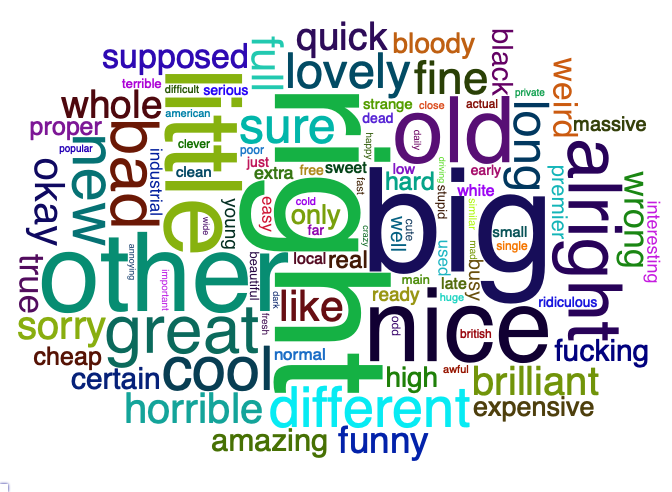 quick
bloody
black
supposed
full
lovely
fine
weird
terrible
difficult
serious
private
whole
little
american
strange
close
actual
massive
proper
clever
sure
dead
old
long
popular
new
bad
industrial
poor
happy
daily
alright
just
extra
free
sweet
low
early
premier
wrong
interesting
okay
clean
right
hard
driving
stupid
white
young
easy
cold
only
far
fast
crazy
cute
well
big
similar
small
single
wide
other
annoying
important
beautiful
local
real
used
mad
busy
true
dark
like
ready
main
late
huge
ridiculous
sorry
great
fresh
odd
nice
british
cheap
cool
normal
awful
fucking
certain
high
brilliant
horrible
different
expensive
amazing
funny